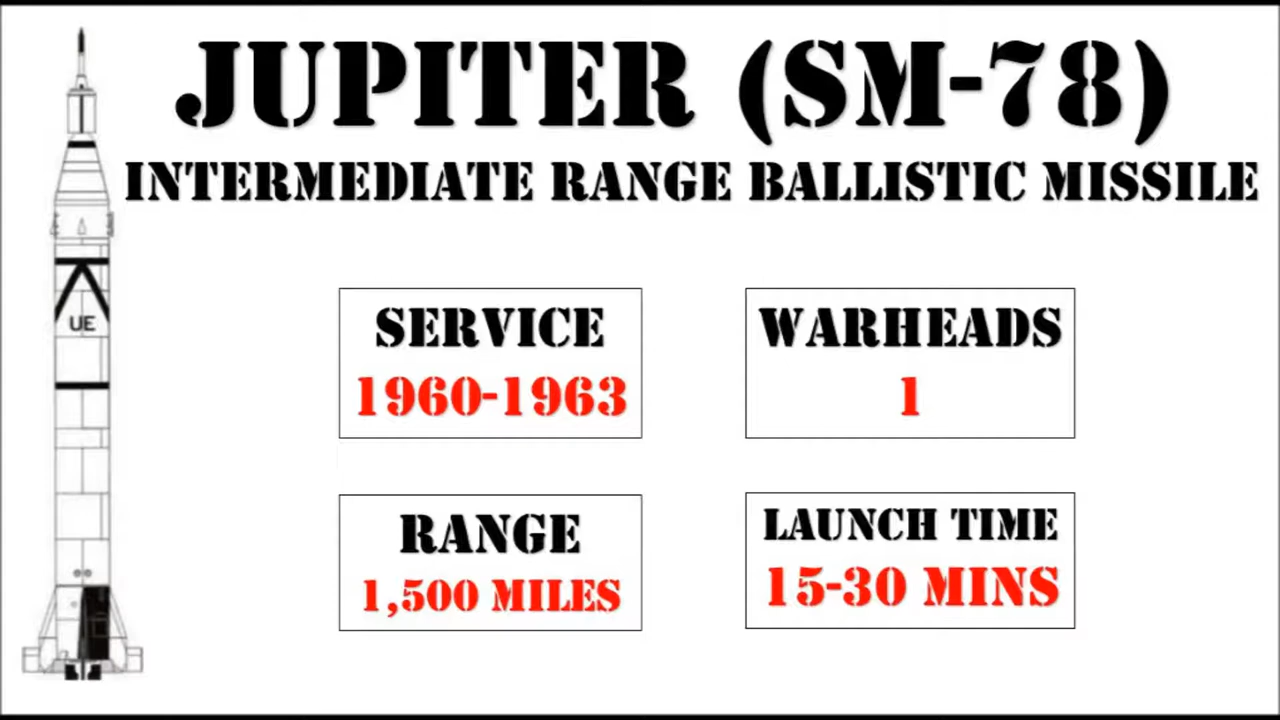 JUPITER (SM-78)
INTERMEDIATE RANGE BALLISTIC MISSILE
UE
SERVICE
1960-1963
WARHEADS
1
RANGE
1,500 MILES
LAUNCH TIME
15-30 MINS